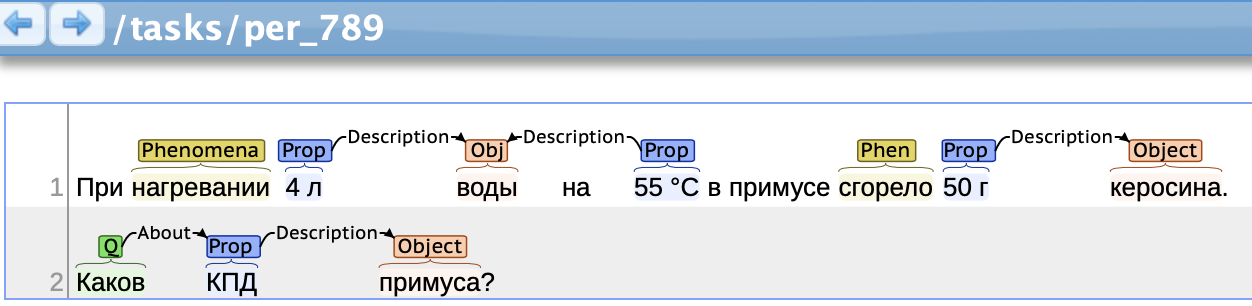 /tasks/per_789
Phenomena Prop Description Obj Description Prop Phen Prop Description Object
1 При нагревании 4 л воды на 55 °C в примусе сгорело 50 г керосина.
Q About Prop Description Object
2 Каков КПД примуса?